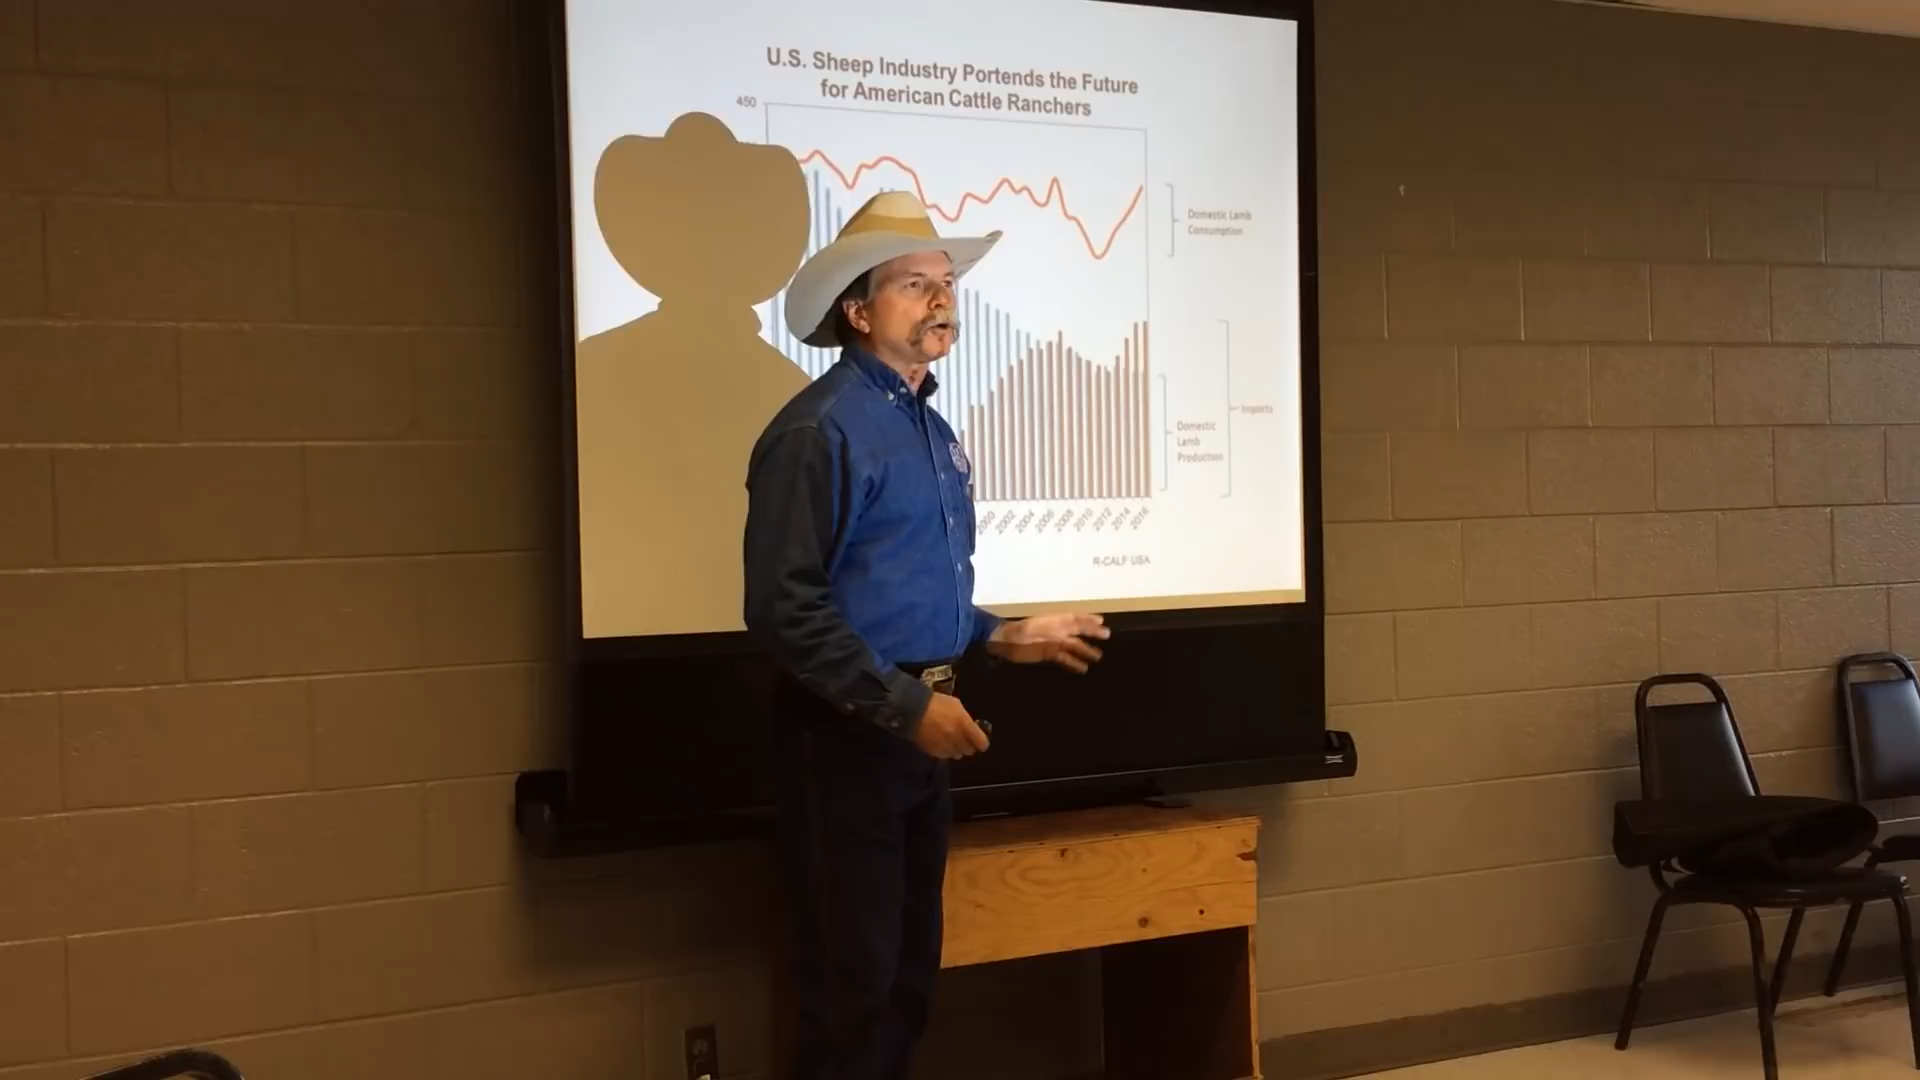 U.S. Sheep Industry Portends the Future
for American Cattle Ranchers
450
Domestic Lamb
Consumption
Imports
Domestic
Lamb
Production
2000
2002
2004
2006
2008
2010
2012
2014
2016
R-CALF USA